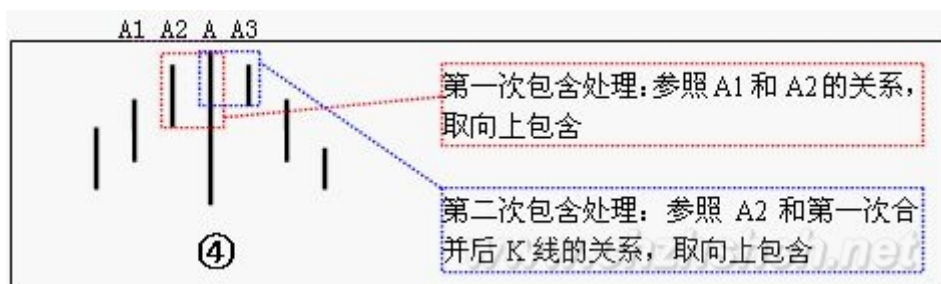 A1 A2 A A3
第一次包含处理:参照A1和A2的关系，
取向上包含
第二次包含处理：参照 A2 和第一次合
并后 K 线的关系，取向上包含
④